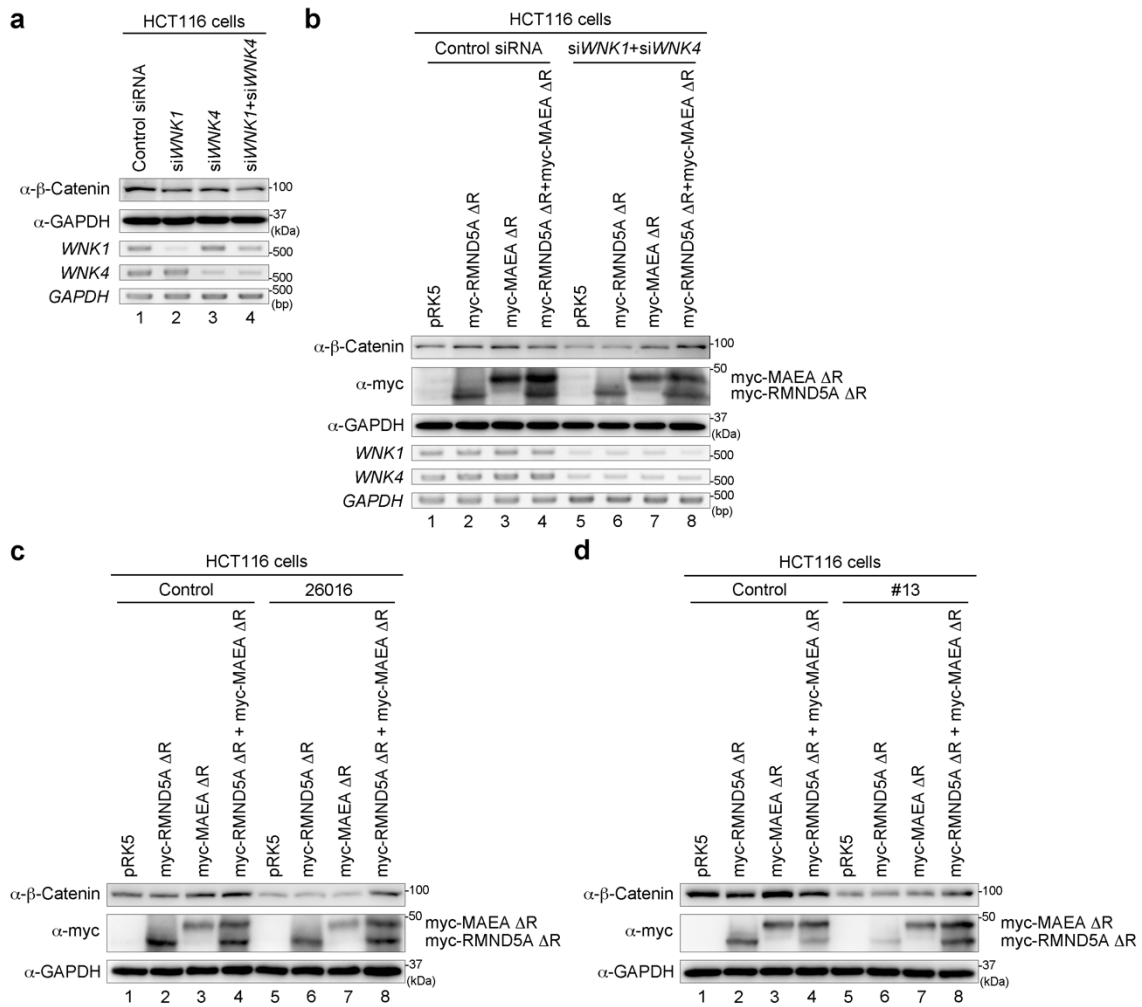 a
HCT116 cells
Control siRNA
siWNK1
siWNK4
siWNK1+siWNK4
α-β-Catenin
100
α-GAPDH
37
(kDa)
WNK1
500
WNK4
500
GAPDH
500
(bp)
1 2 3 4
b
HCT116 cells
Control siRNA siWNK1+siWNK4
pRK5
myc-RMND5A ΔR
myc-MAEA ΔR
myc-RMND5A ΔR+myc-MAEA ΔR
pRK5
myc-RMND5A ΔR
myc-MAEA ΔR
myc-RMND5A ΔR+myc-MAEA ΔR
α-β-Catenin
100
α-myc
50
myc-MAEA ΔR
myc-RMND5A ΔR
α-GAPDH
37
(kDa)
WNK1
500
WNK4
500
GAPDH
500
(bp)
1 2 3 4 5 6 7 8
c
HCT116 cells
Control 26016
pRK5
myc-RMND5A ΔR
myc-MAEA ΔR
myc-RMND5A ΔR + myc-MAEA ΔR
pRK5
myc-RMND5A ΔR
myc-MAEA ΔR
myc-RMND5A ΔR + myc-MAEA ΔR
α-β-Catenin
100
α-myc
50
myc-MAEA ΔR
myc-RMND5A ΔR
α-GAPDH
37
(kDa)
1 2 3 4 5 6 7 8
d
HCT116 cells
Control #13
pRK5
myc-RMND5A ΔR
myc-MAEA ΔR
myc-RMND5A ΔR + myc-MAEA ΔR
pRK5
myc-RMND5A ΔR
myc-MAEA ΔR
myc-RMND5A ΔR + myc-MAEA ΔR
α-β-Catenin
100
α-myc
50
myc-MAEA ΔR
myc-RMND5A ΔR
α-GAPDH
37
(kDa)
1 2 3 4 5 6 7 8